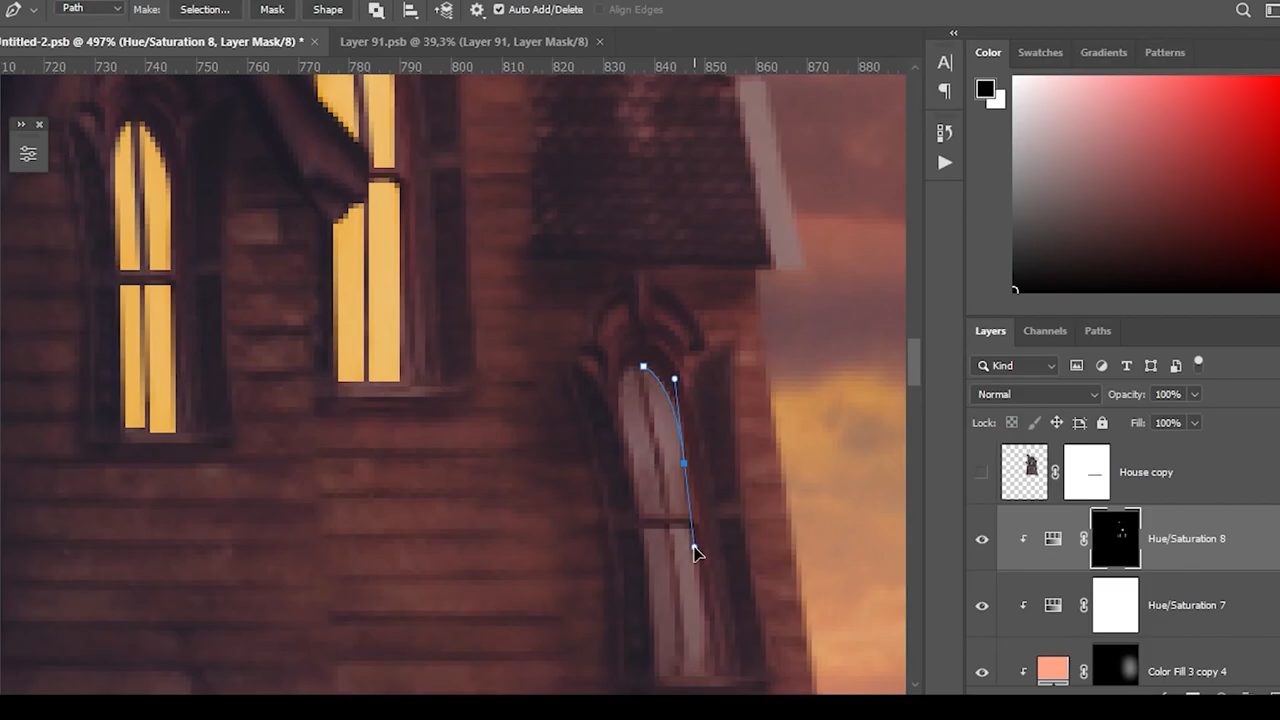 Path Make: Selection... Mask Shape Auto Add/Delete Align Edges
ntitled-2.psb @ 497% (Hue/Saturation 8, Layer Mask/8) * × Layer 91.psb @ 39,3% (Layer 91, Layer Mask/8) ×
10 720 730 740 750 760 770 780 790 800 810 820 830 840 850 860 870 880
Color Swatches Gradients Patterns
Layers Channels Paths
Kind
Normal Opacity: 100%
Lock: Fill: 100%
House copy
Hue/Saturation 8
Hue/Saturation 7
Color Fill 3 copy 4